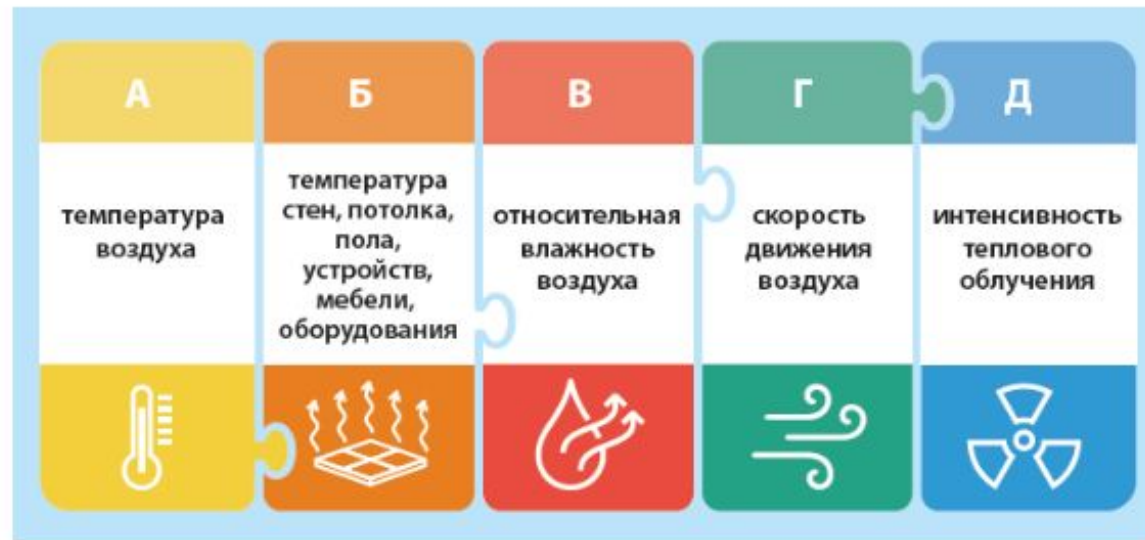 А
Б
В
Г
Д
температура
воздуха
температура
стен, потолка,
пола,
устройств,
мебели,
оборудования
относительная
влажность
воздуха
скорость
движения
воздуха
интенсивность
теплового
облучения